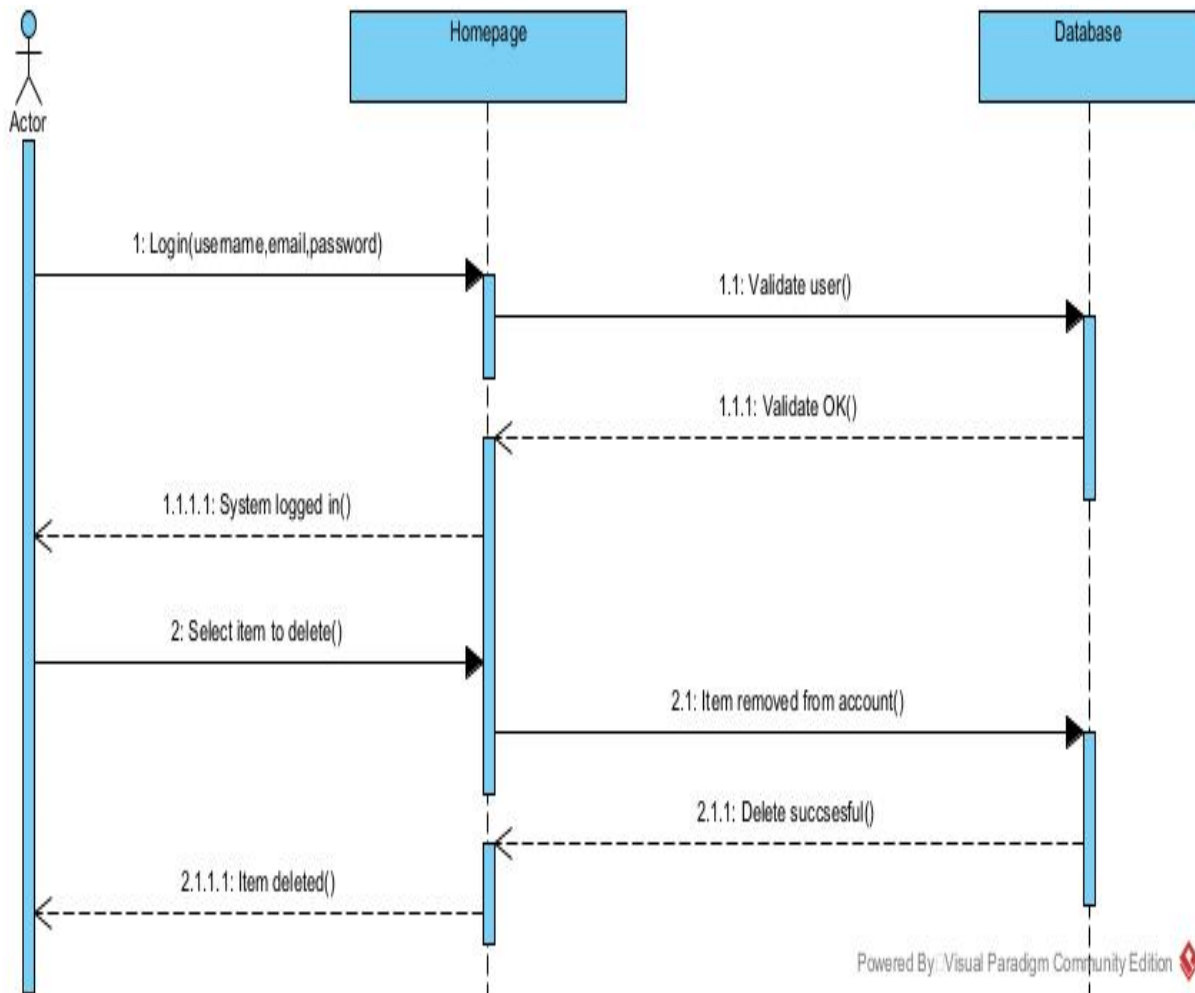 Homepage
Database
Actor
1: Login(username,email,password)
1.1: Validate user()
1.1.1: Validate OK()
1.1.1.1: System logged in()
2: Select item to delete()
2.1: Item removed from account()
2.1.1: Delete succsesful()
2.1.1.1: Item deleted()
Powered By Visual Paradigm Community Edition